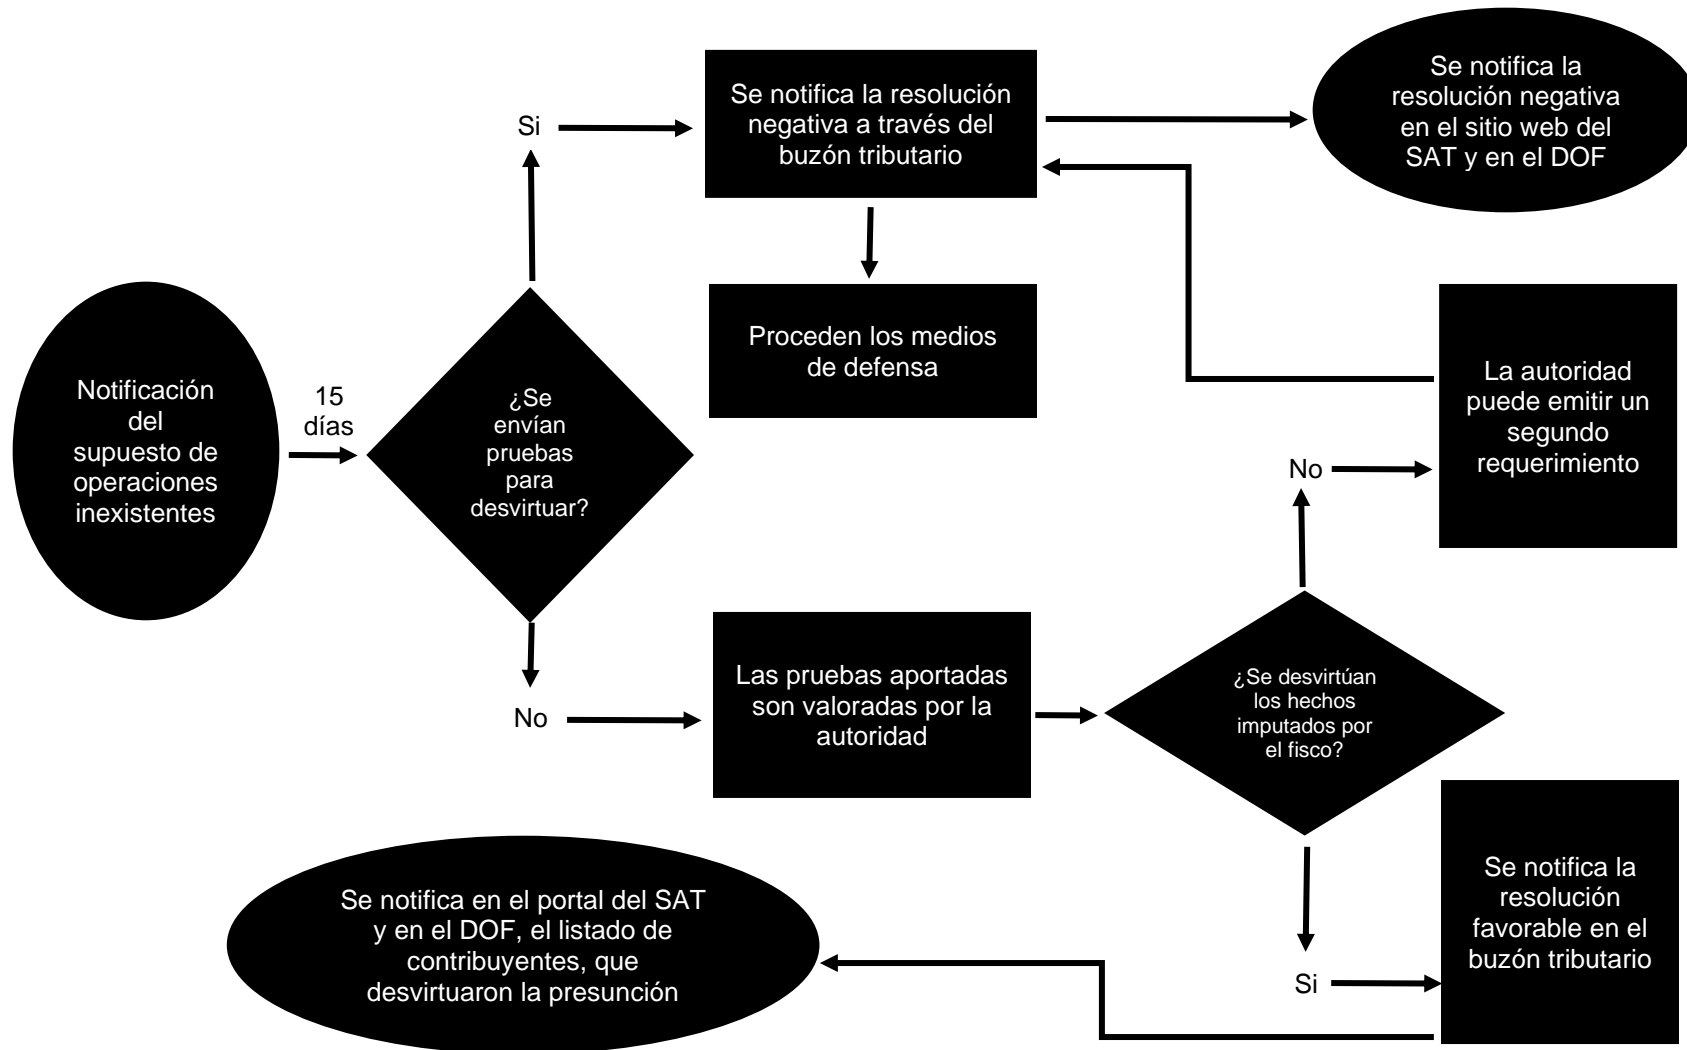 Notificación
del
supuesto de
operaciones
inexistentes
15
días
¿Se
envían
pruebas
para
desvirtuar?
Si
Se notifica la resolución
negativa a través del
buzón tributario
Se notifica la
resolución negativa
en el sitio web del
SAT y en el DOF
Proceden los medios
de defensa
La autoridad
puede emitir un
segundo
requerimiento
No
No
Las pruebas aportadas
son valoradas por la
autoridad
¿Se desvirtúan
los hechos
imputados por
el fisco?
Si
Se notifica la
resolución
favorable en el
buzón tributario
Se notifica en el portal del SAT
y en el DOF, el listado de
contribuyentes, que
desvirtuaron la presunción